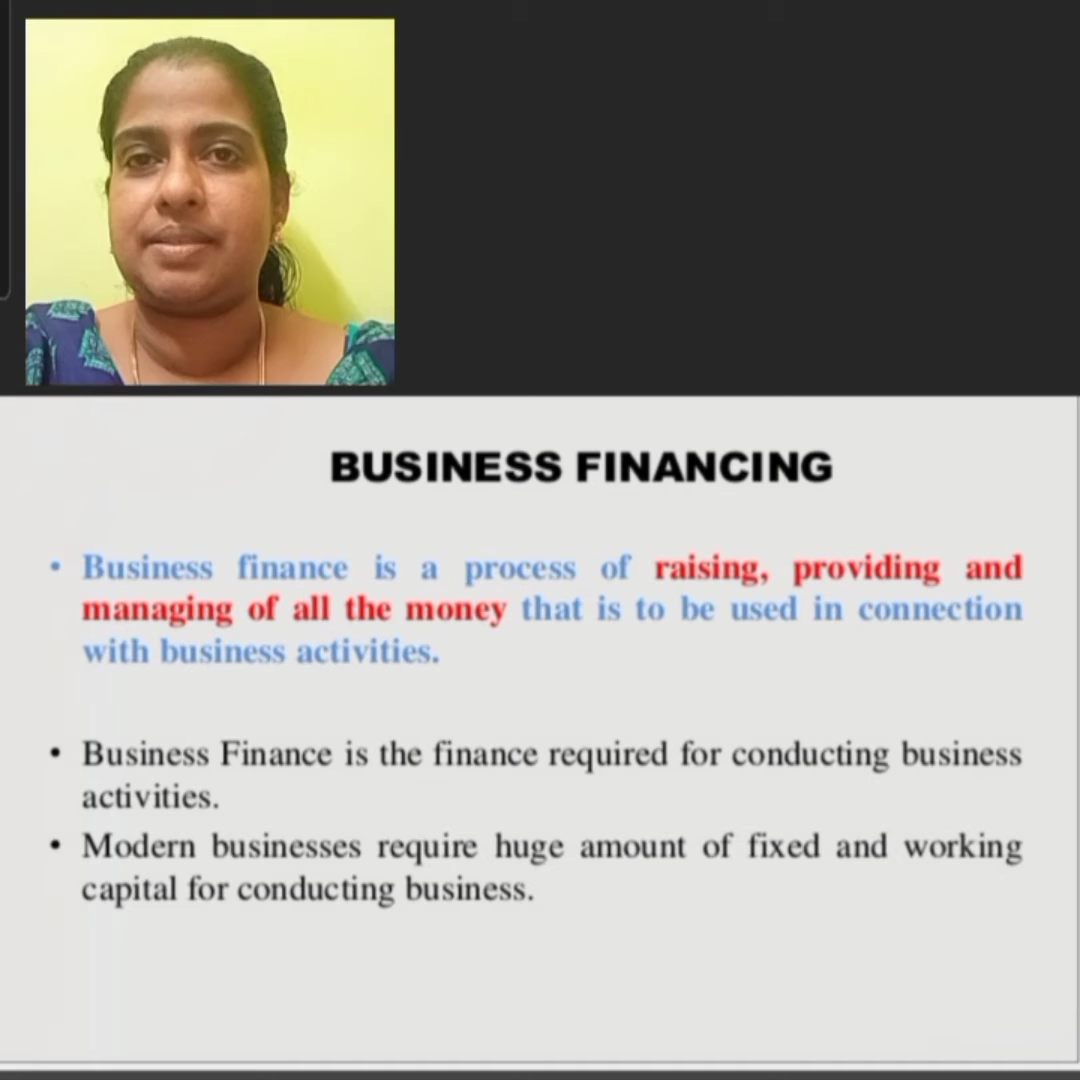 BUSINESS FINANCING
• Business finance is a process of raising, providing and
managing of all the money that is to be used in connection
with business activities.
• Business Finance is the finance required for conducting business
activities.
• Modern businesses require huge amount of fixed and working
capital for conducting business.